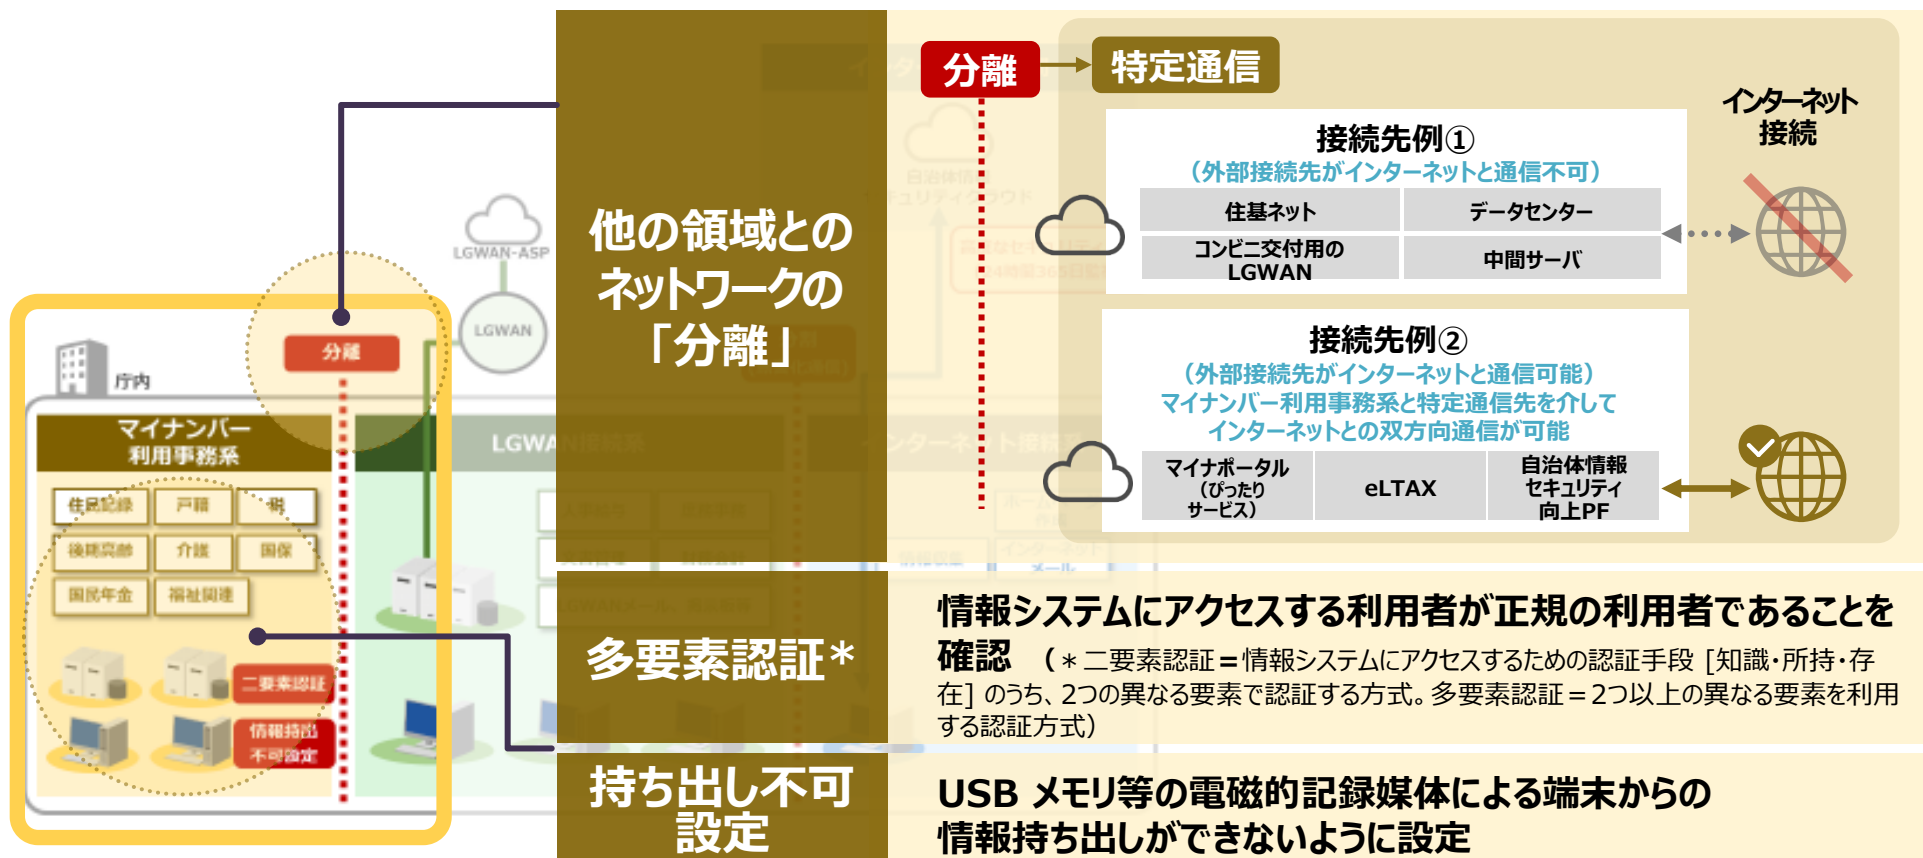 分離
特定通信
インターネット
接続
接続先例①
（外部接続先がインターネットと通信不可）
住基ネット
データセンター
コンビニ交付用の
LGWAN
中間サーバ
接続先例②
（外部接続先がインターネットと通信可能）
マイナンバー利用事務系と特定通信先を介して
インターネットとの双方向通信が可能
マイナポータル
（ぴったり
サービス）
eLTAX
自治体情報
セキュリティ
向上PF
他の領域との
ネットワークの
「分離」
LGWAN-ASP
LGWAN
分離
庁内
マイナンバー
利用事務系
LGWAN接続系
インターネット接続系
住民記録
戸籍
税
後期高齢
介護
国保
国民年金
福祉関連
二要素認証
情報持出
不可設定
多要素認証*
情報システムにアクセスする利用者が正規の利用者であることを
確認 （*二要素認証=情報システムにアクセスするための認証手段 [知識・所持・存
在] のうち、2つの異なる要素で認証する方式。多要素認証＝2つ以上の異なる要素を利用
する認証方式）
持ち出し不可
設定
USB メモリ等の電磁的記録媒体による端末からの
情報持ち出しができないように設定